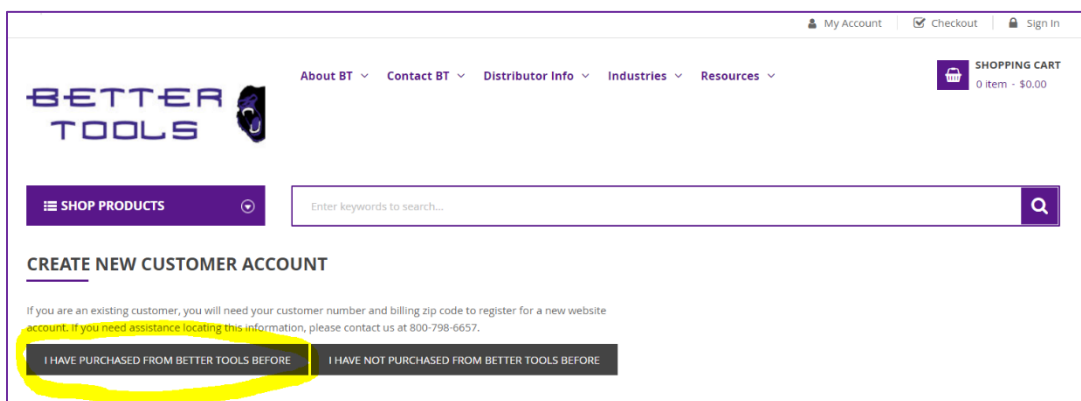 My Account Checkout Sign In
About BT Contact BT Distributor Info Industries Resources
SHOPPING CART
0 item - $0.00
BETTER
TOOLS
SHOP PRODUCTS
Enter keywords to search...
CREATE NEW CUSTOMER ACCOUNT
If you are an existing customer, you will need your customer number and billing zip code to register for a new website
account. If you need assistance locating this information, please contact us at 800-798-6657.
I HAVE PURCHASED FROM BETTER TOOLS BEFORE I HAVE NOT PURCHASED FROM BETTER TOOLS BEFORE